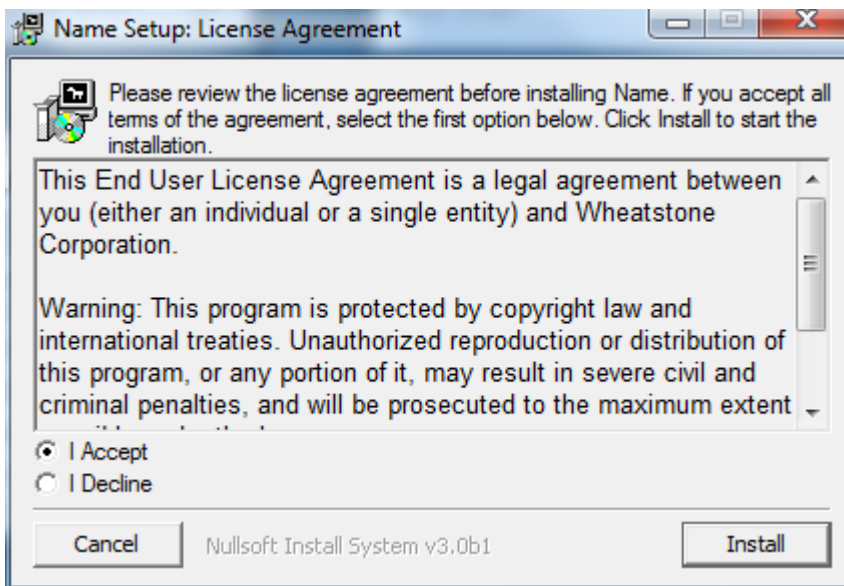 Name Setup: License Agreement
Please review the license agreement before installing Name. If you accept all
terms of the agreement, select the first option below. Click Install to start the
installation.
This End User License Agreement is a legal agreement between
you (either an individual or a single entity) and Wheatstone
Corporation.
Warning: This program is protected by copyright law and
international treaties. Unauthorized reproduction or distribution of
this program, or any portion of it, may result in severe civil and
criminal penalties, and will be prosecuted to the maximum extent
I Accept
I Decline
Cancel
Nullsoft Install System v3.0b1
Install